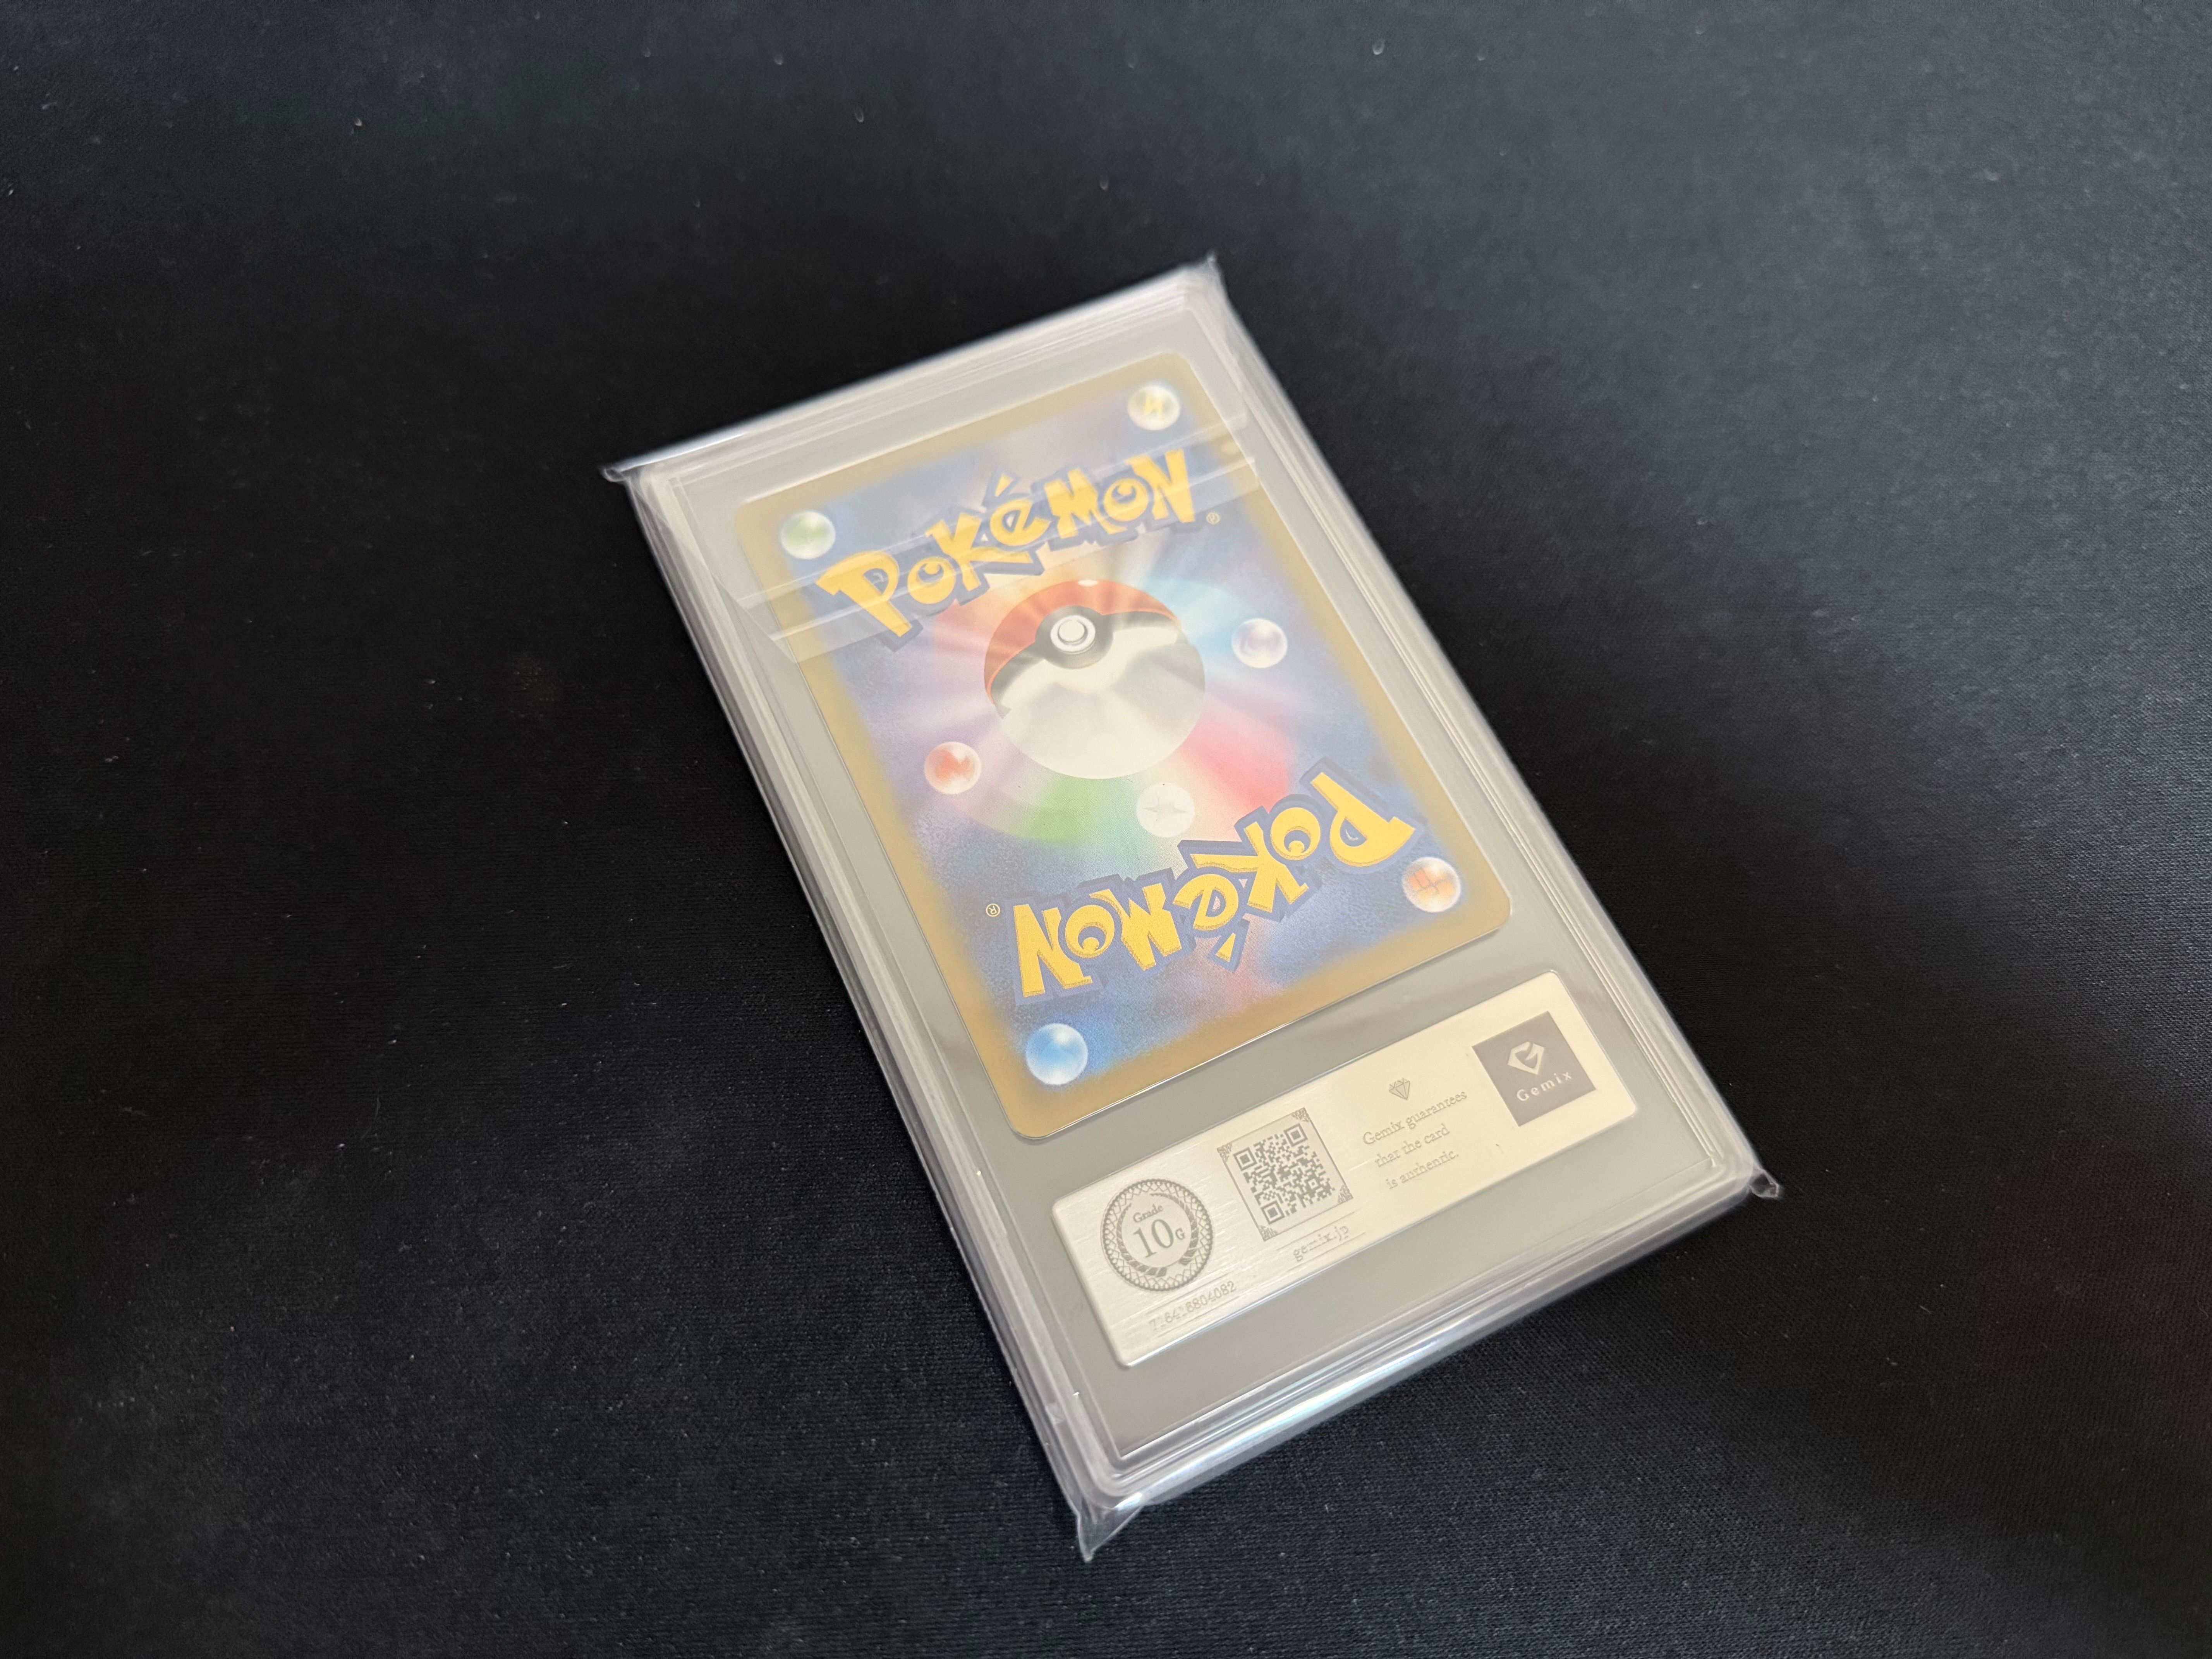 POKéMON
®
POKéMON
®
Grade
10G
gemix.jp
Gemix guarantees
that the card
is authentic.
Gemix